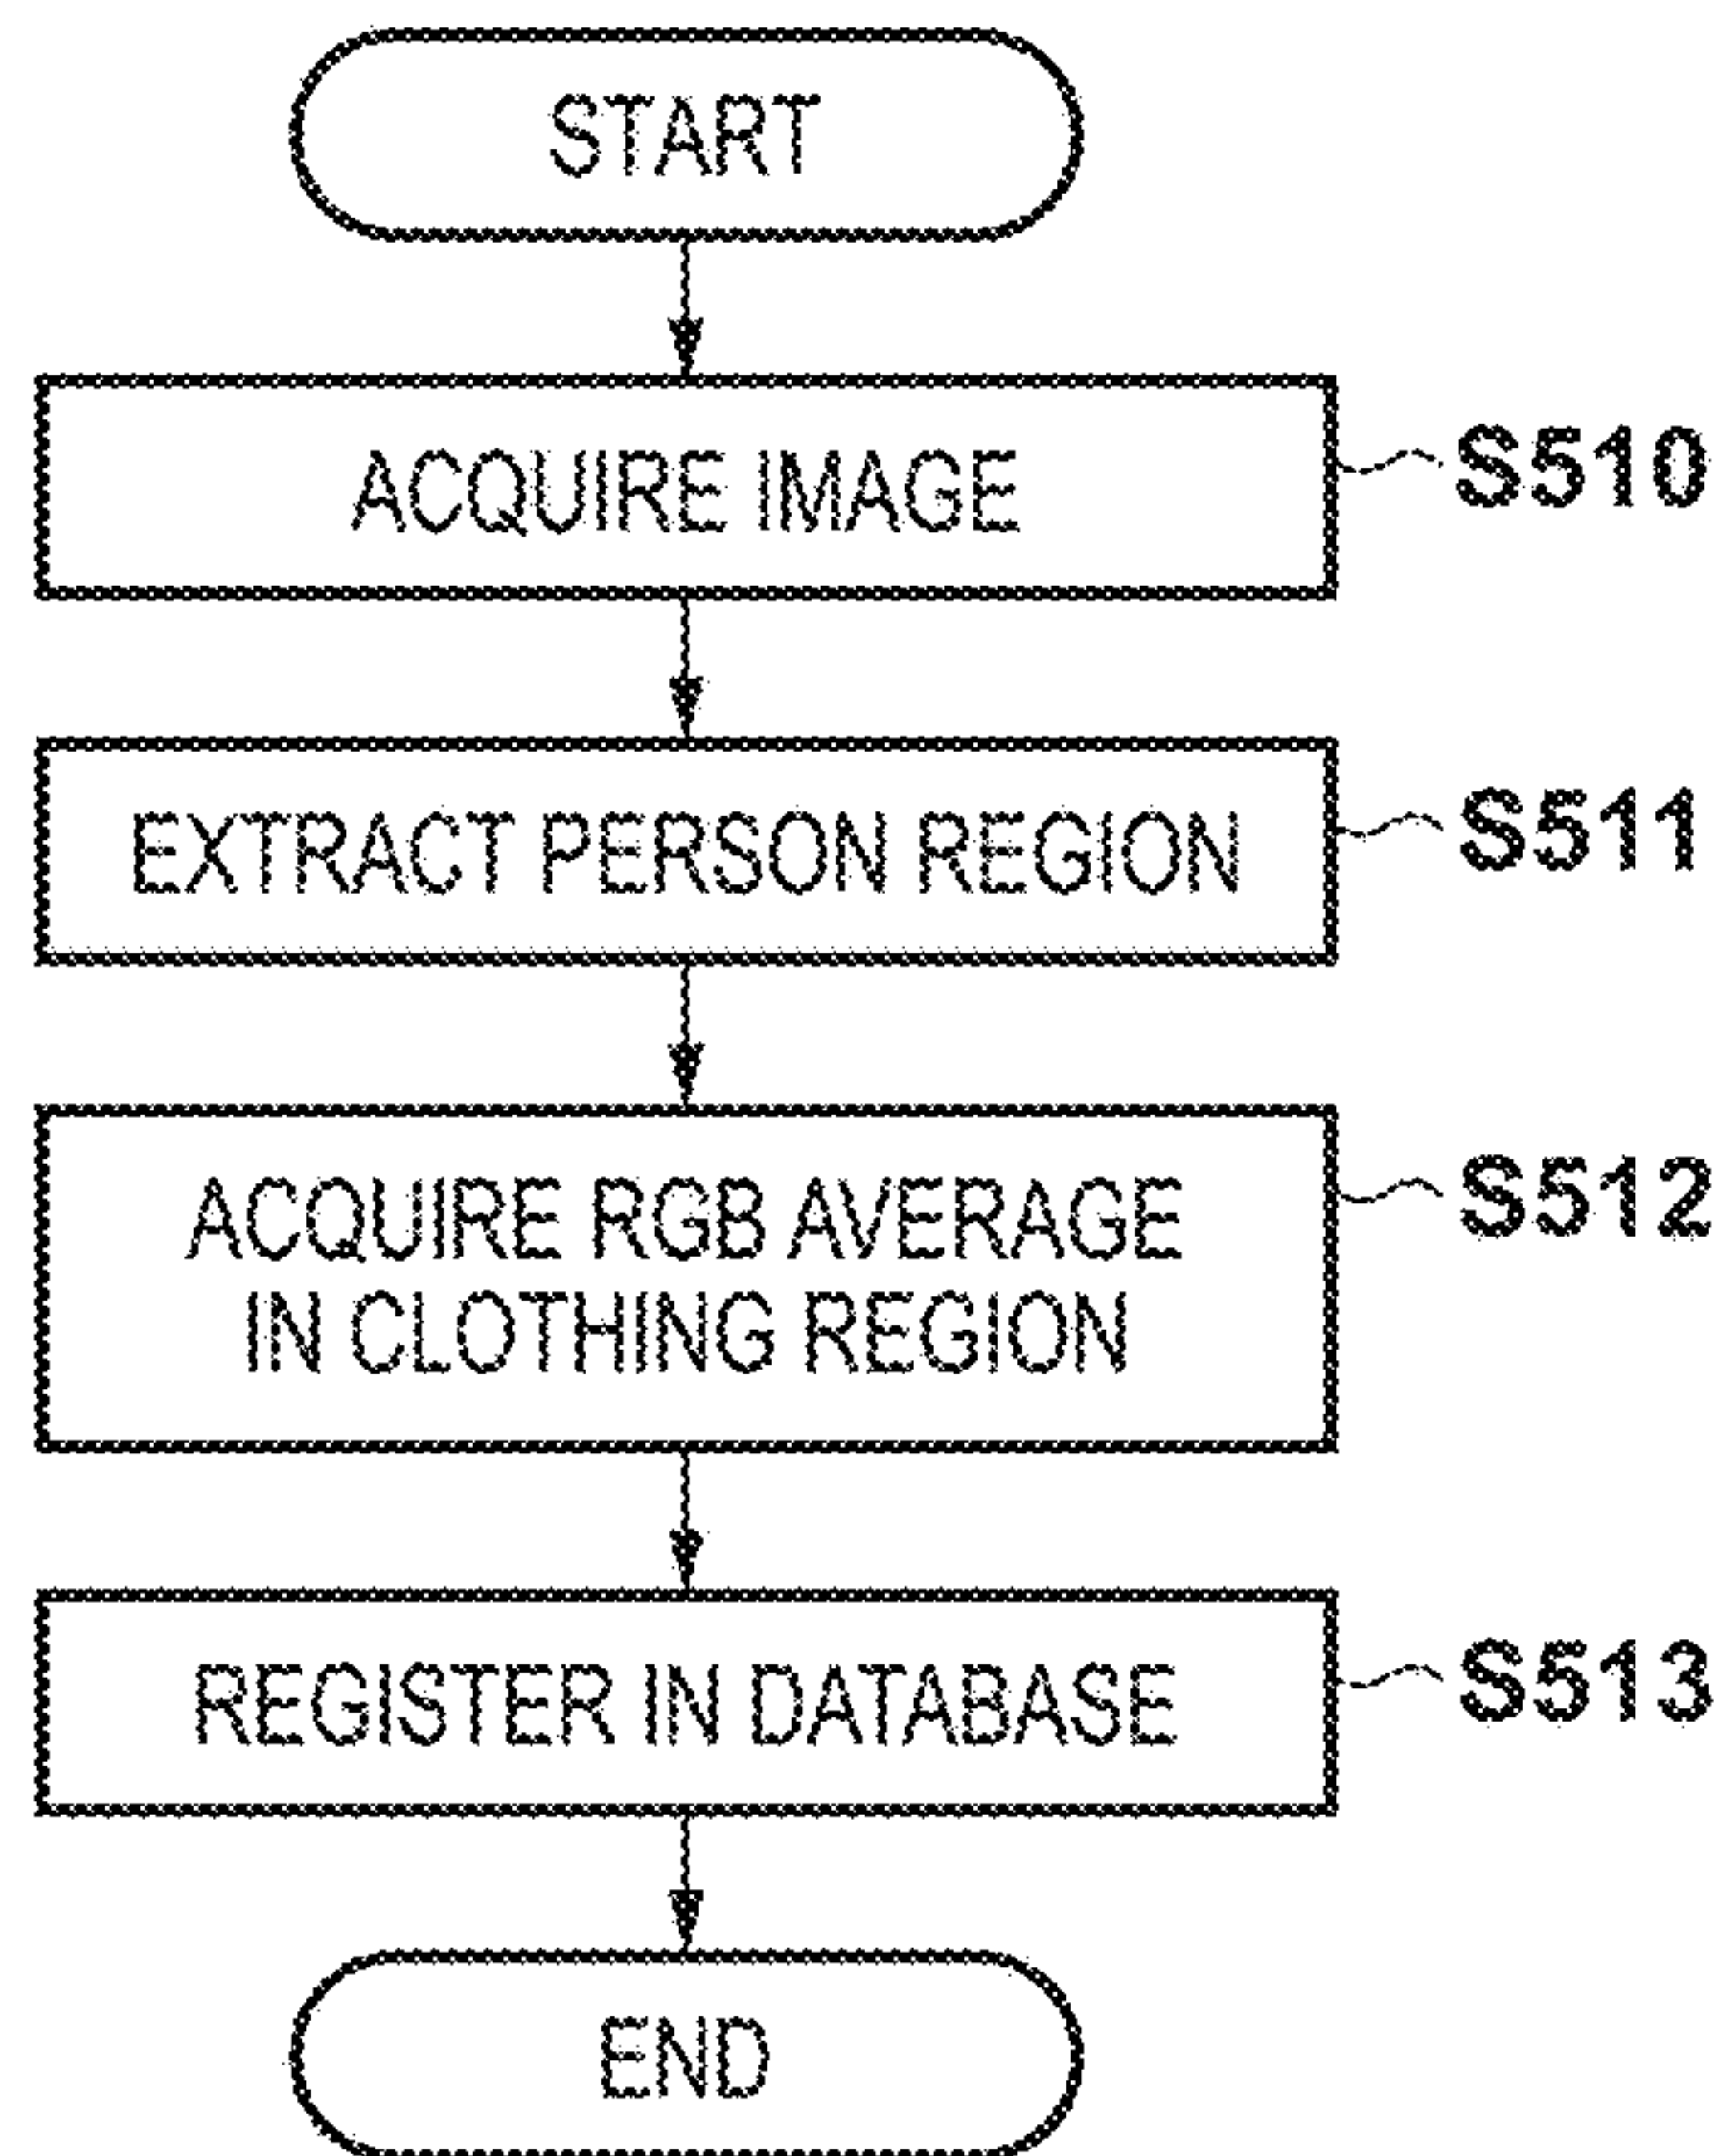 START
ACQUIRE IMAGE
S510
EXTRACT PERSON REGION
S511
ACQUIRE RGB AVERAGE
IN CLOTHING REGION
S512
REGISTER IN DATABASE
S513
END